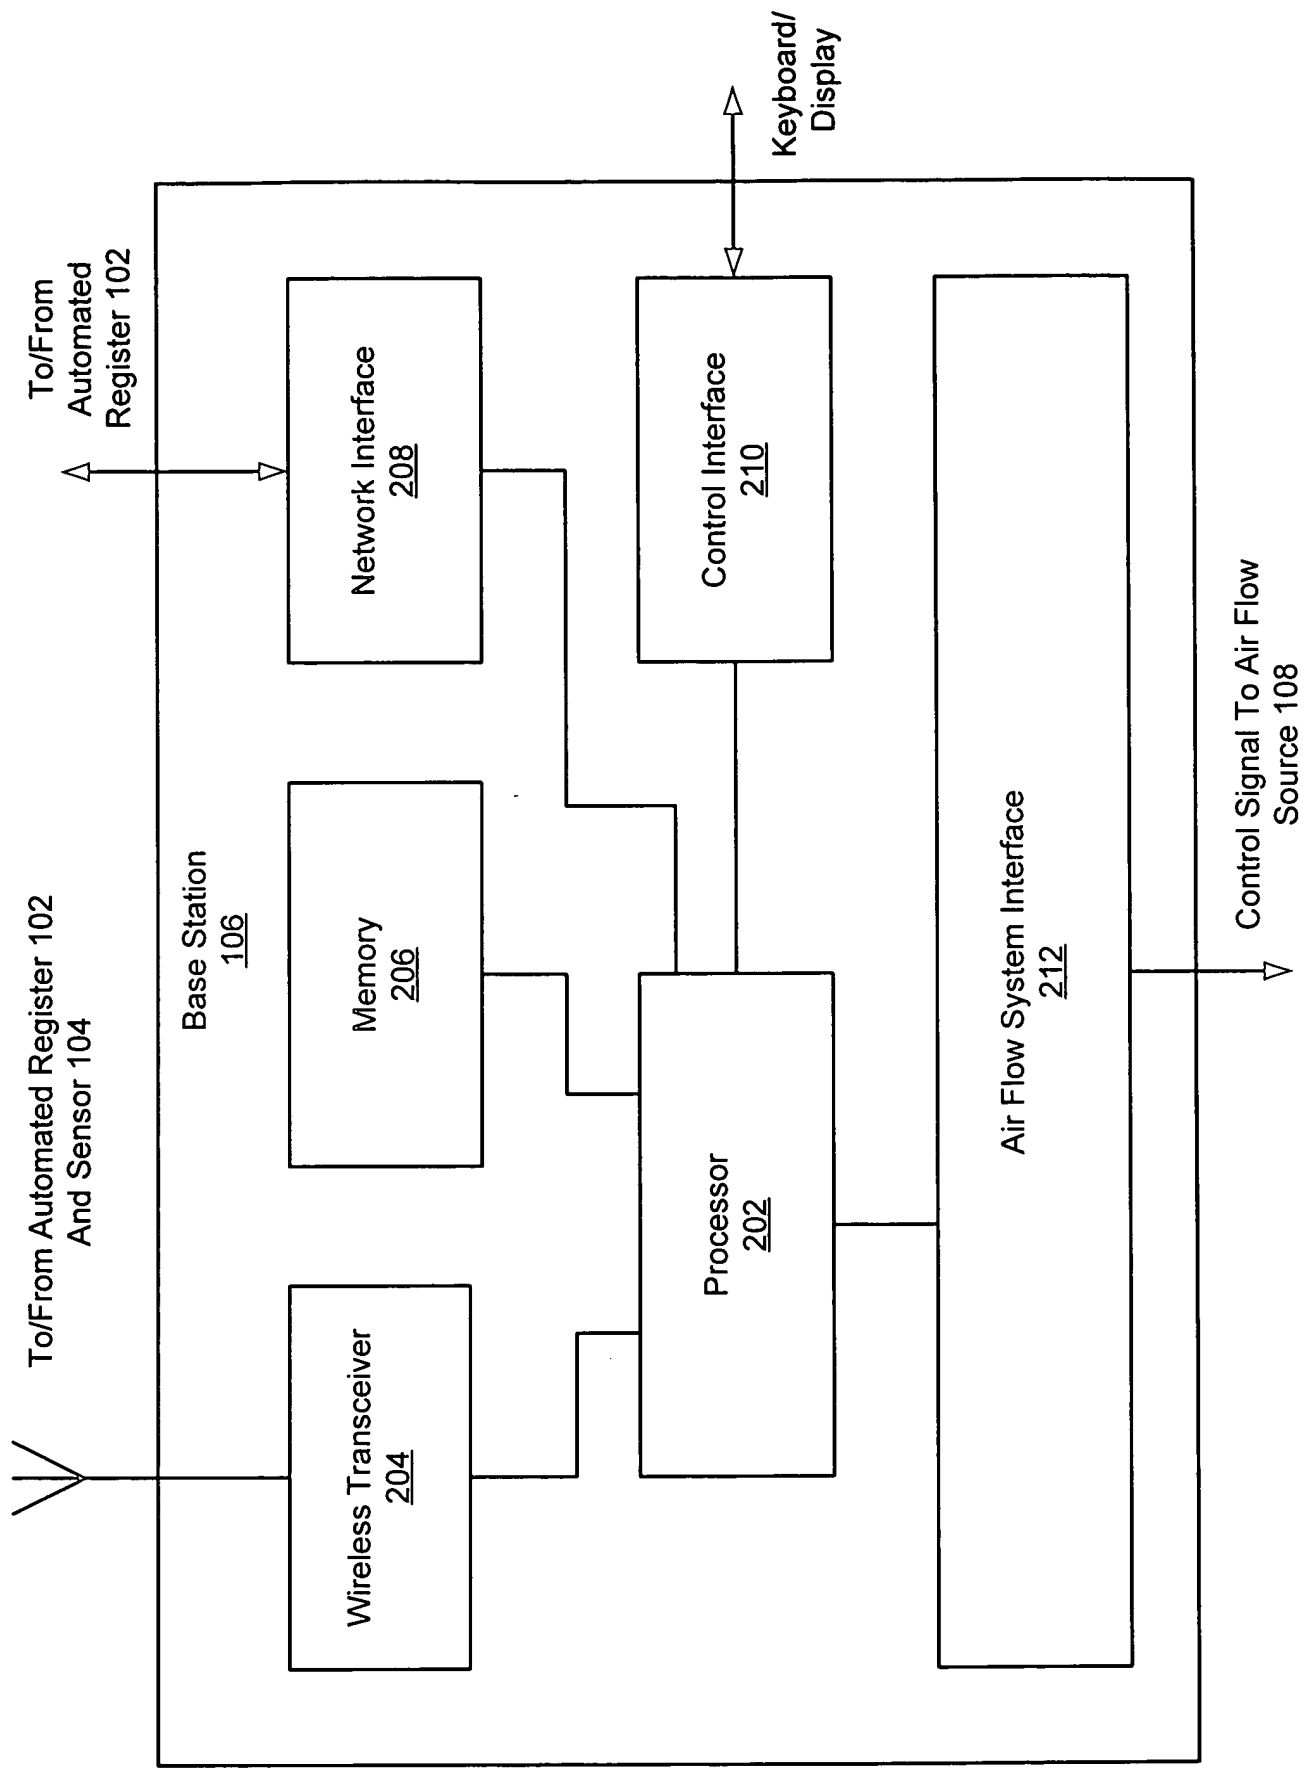 To/From Automated Register 102
And Sensor 104
To/From
Automated
Register 102
Base Station
106
Wireless Transceiver
204
Memory
206
Network Interface
208
Processor
202
Control Interface
210
Keyboard/
Display
Air Flow System Interface
212
Control Signal To Air Flow
Source 108